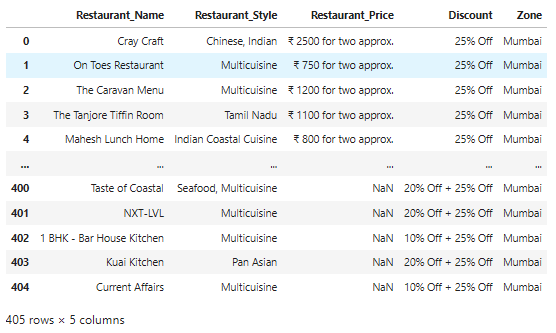 Restaurant_Name Restaurant_Style Restaurant_Price Discount Zone
0 Cray Craft Chinese, Indian ₹ 2500 for two approx. 25% Off Mumbai
1 On Toes Restaurant Multicuisine ₹ 750 for two approx. 25% Off Mumbai
2 The Caravan Menu Multicuisine ₹ 1200 for two approx. 25% Off Mumbai
3 The Tanjore Tiffin Room Tamil Nadu ₹ 1100 for two approx. 25% Off Mumbai
4 Mahesh Lunch Home Indian Coastal Cuisine ₹ 800 for two approx. 25% Off Mumbai
... ... ... ... ... ...
400 Taste of Coastal Seafood, Multicuisine NaN 20% Off + 25% Off Mumbai
401 NXT-LVL Multicuisine NaN 20% Off + 25% Off Mumbai
402 1 BHK - Bar House Kitchen Multicuisine NaN 10% Off + 25% Off Mumbai
403 Kuai Kitchen Pan Asian NaN 20% Off + 25% Off Mumbai
404 Current Affairs Multicuisine NaN 10% Off + 25% Off Mumbai
405 rows × 5 columns